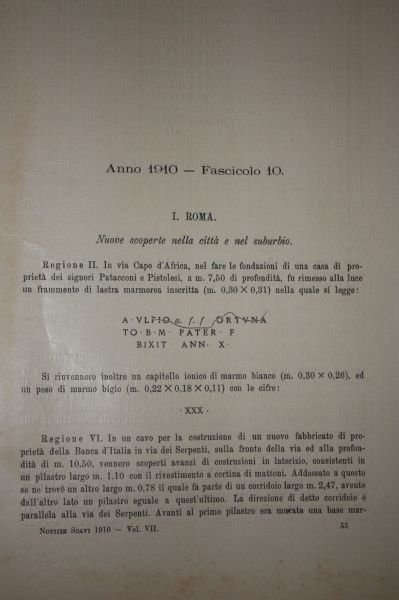 Anno 1910 — Fascicolo 10.
I. ROMA.
Nuove scoperte nella città e nel suburbio.
Regione II. In via Capo d'Africa, nel fare le fondazioni di una casa di pro-
prietà dei signori Patacconi e Pistolesi, a m. 7,50 di profondità, fu rimesso alla luce
un frammento di lastra marmorea inscritta (m. 0,30 × 0,31) nella quale si legge:
A · VLFIO a. f. f ORTVNA
TO · B · M · PATER · F
BIXIT · ANN · X ·
Si rinvennero inoltre un capitello ionico di marmo bianco (m. 0,30 × 0,26), ed
un peso di marmo bigio (m. 0,22 × 0,18 × 0,11) con le cifre:
· XXX ·
Regione VI. In un cavo per la costruzione di un nuovo fabbricato di pro-
prietà della Banca d'Italia in via dei Serpenti, sulla fronte della via ed alla profon-
dità di m. 10,50, vennero scoperti avanzi di costruzioni in laterizio, consistenti in
un pilastro largo m. 1,10 con il rivestimento a cortina di mattoni. Addossato a questo
se ne trovò un altro largo m. 0,78 il quale fa parte di un corridoio largo m. 2,47, avente
dall'altro lato un pilastro eguale a quest'ultimo. La direzione di detto corridoio è
parallela alla via dei Serpenti. Avanti al primo pilastro era murata una base mar-
Notizie Scavi 1910 — Vol. VII.
55